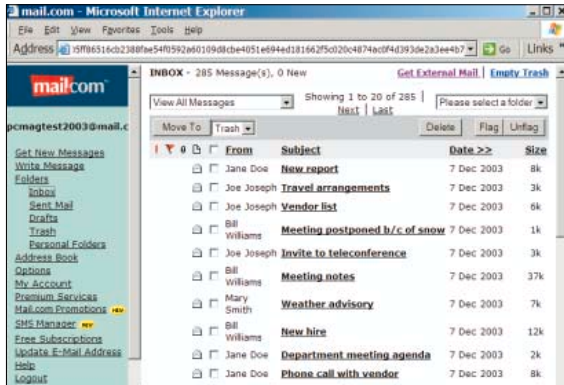 mail.com - Microsoft Internet Explorer
File Edit View Favorites Tools Help
Address Go Links »
mail.com
INBOX - 285 Message(s), 0 New Get External Mail | Empty Trash
View All Messages Showing 1 to 20 of 285 | Please select a folder
Next | Last
pcmagtest2003@mail.c
Move To Trash Delete Flag Unflag
From Subject Date >> Size
Jane Doe New report 7 Dec 2003 8k
Joe Joseph Travel arrangements 7 Dec 2003 3k
Joe Joseph Vendor list 7 Dec 2003 6k
Bill Williams Meeting postponed b/c of snow 7 Dec 2003 1k
Joe Joseph Invite to teleconference 7 Dec 2003 3k
Bill Williams Meeting notes 7 Dec 2003 37k
Mary Smith Weather advisory 7 Dec 2003 7k
Bill Williams New hire 7 Dec 2003 12k
Jane Doe Department meeting agenda 7 Dec 2003 2k
Jane Doe Phone call with vendor 7 Dec 2003 8k
Get New Messages
Write Message
Folders
Inbox
Sent Mail
Drafts
Trash
Personal Folders
Address Book
Options
My Account
Premium Services
Mail.com Promotions NEW
SMS Manager NEW
Free Subscriptions
Update E-Mail Address
Help
Logout